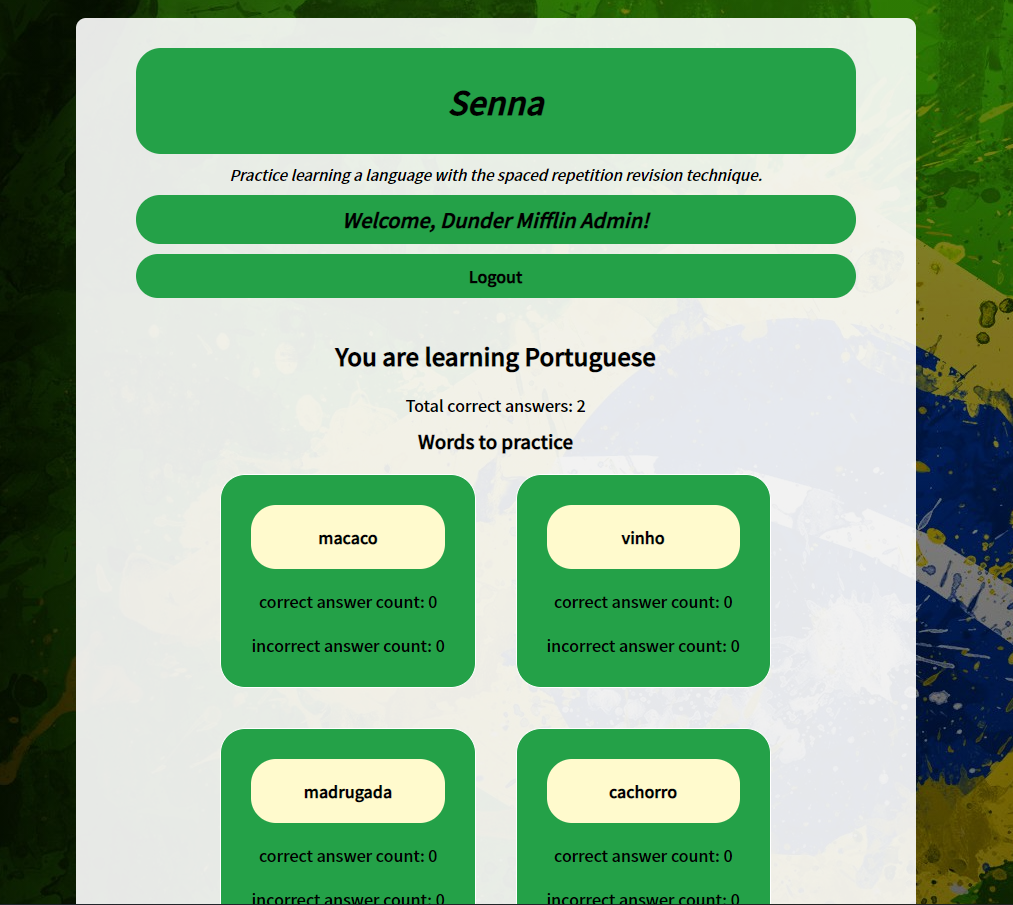 Senna
Practice learning a language with the spaced repetition revision technique.
Welcome, Dunder Mifflin Admin!
Logout
You are learning Portuguese
Total correct answers: 2
Words to practice
macaco
correct answer count: 0
incorrect answer count: 0
vinho
correct answer count: 0
incorrect answer count: 0
madrugada
correct answer count: 0
incorrect answer count: 0
cachorro
correct answer count: 0
incorrect answer count: 0